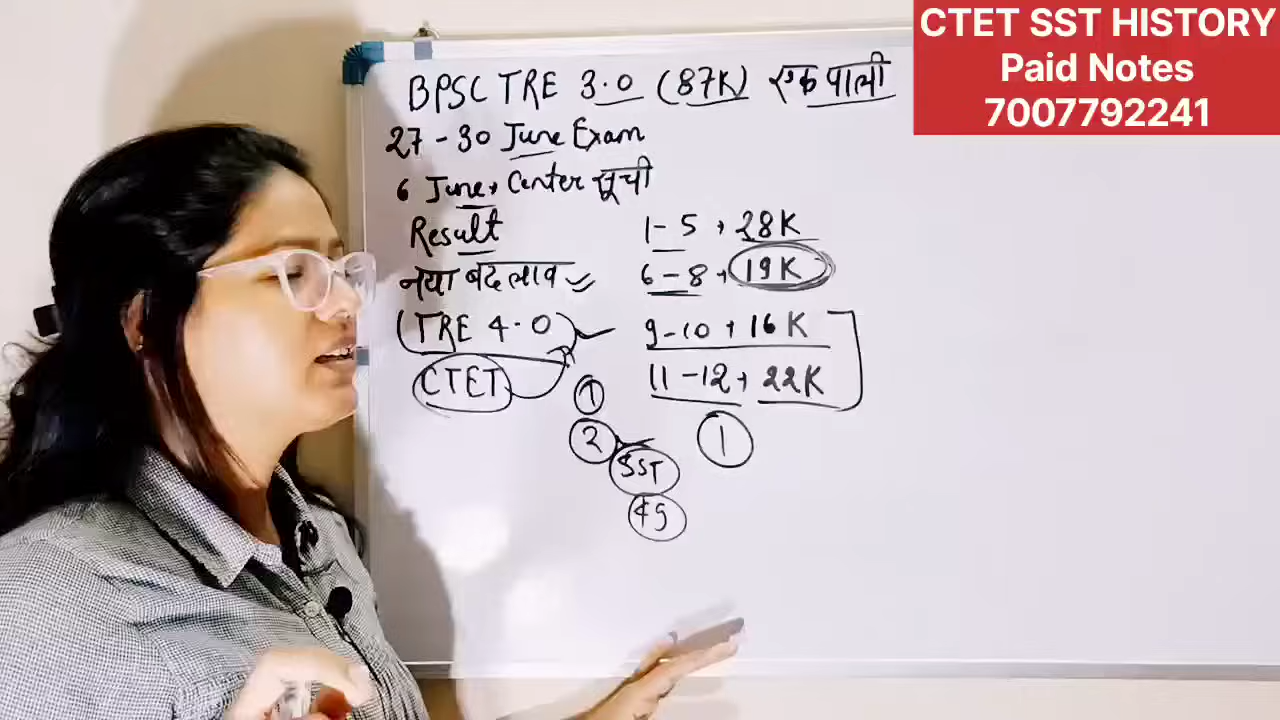 CTET SST HISTORY
Paid Notes
7007792241
BPSC TRE 3.0 (87K) एक पाली
27 - 30 June Exam
6 June, Center सूची
Result
नया बदलाव
(TRE 4.0)
CTET
1 - 5 → 28K
6 - 8 → 19K
9 - 10 → 16K
11 - 12 → 22K
1
2
SST
1